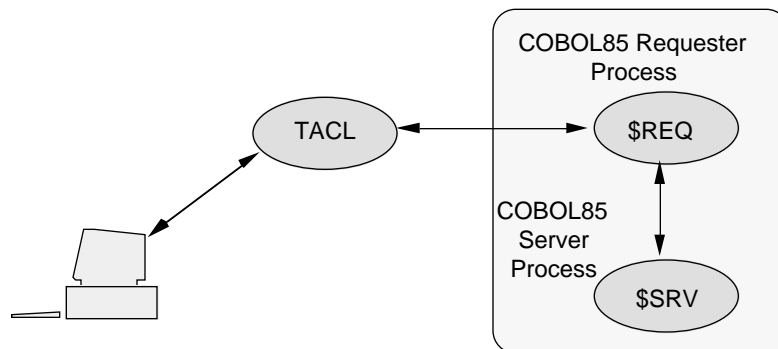 COBOL85 Requester
Process
TACL
$REQ
COBOL85
Server
Process
$SRV